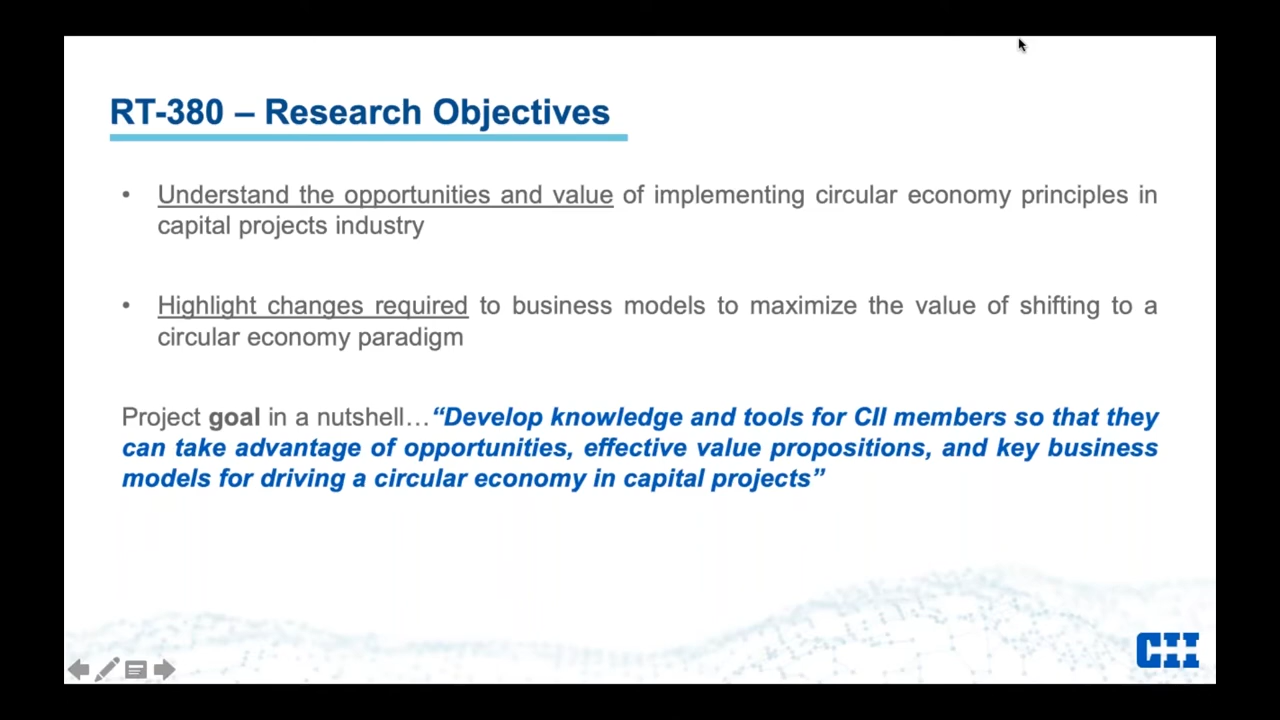 RT-380 – Research Objectives
• Understand the opportunities and value of implementing circular economy principles in
capital projects industry
• Highlight changes required to business models to maximize the value of shifting to a
circular economy paradigm
Project goal in a nutshell…“Develop knowledge and tools for CII members so that they
can take advantage of opportunities, effective value propositions, and key business
models for driving a circular economy in capital projects”
CII